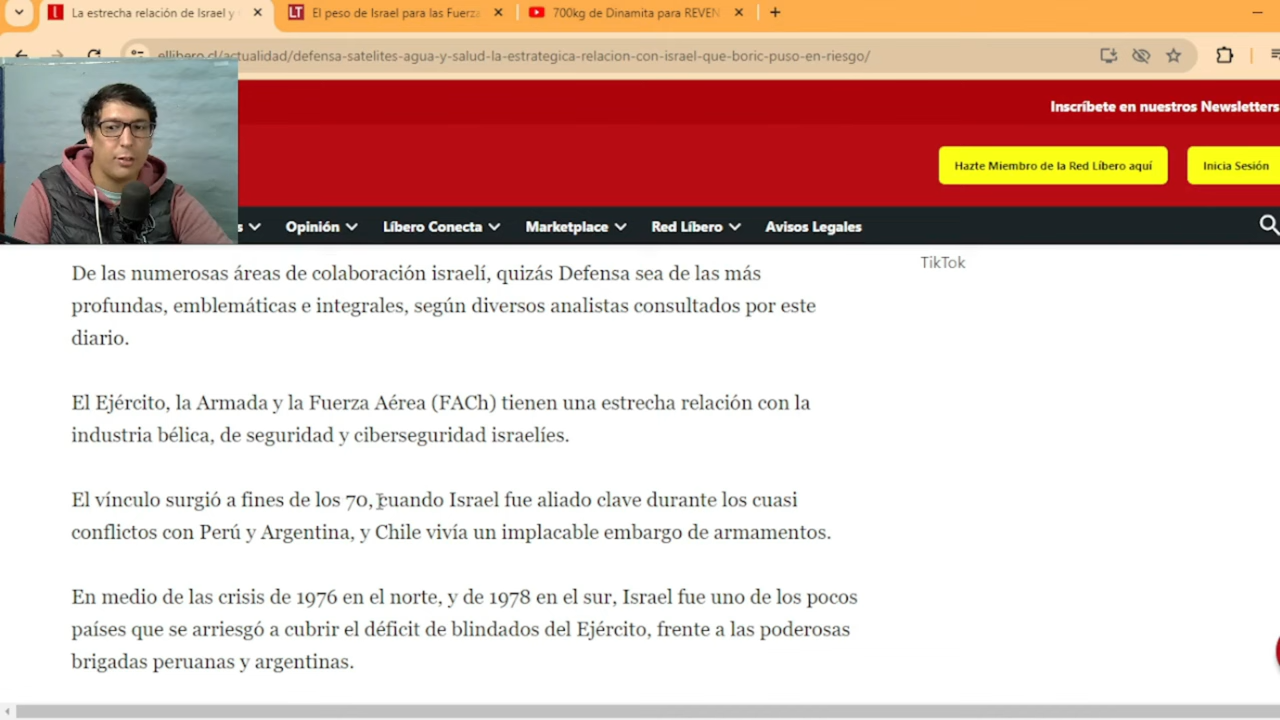 La estrecha relación de Israel y
LT El peso de Israel para las Fuerza
700kg de Dinamita para REVEN
ellibero.cl/actualidad/defensa-satelites-agua-y-salud-la-estrategica-relacion-con-israel-que-boric-puso-en-riesgo/
Inscríbete en nuestros Newsletters
Hazte Miembro de la Red Líbero aquí
Inicia Sesión
s Opinión Líbero Conecta Marketplace Red Líbero Avisos Legales
TikTok
De las numerosas áreas de colaboración israelí, quizás Defensa sea de las más
profundas, emblemáticas e integrales, según diversos analistas consultados por este
diario.
El Ejército, la Armada y la Fuerza Aérea (FACh) tienen una estrecha relación con la
industria bélica, de seguridad y ciberseguridad israelíes.
El vínculo surgió a fines de los 70, cuando Israel fue aliado clave durante los cuasi
conflictos con Perú y Argentina, y Chile vivía un implacable embargo de armamentos.
En medio de las crisis de 1976 en el norte, y de 1978 en el sur, Israel fue uno de los pocos
países que se arriesgó a cubrir el déficit de blindados del Ejército, frente a las poderosas
brigadas peruanas y argentinas.